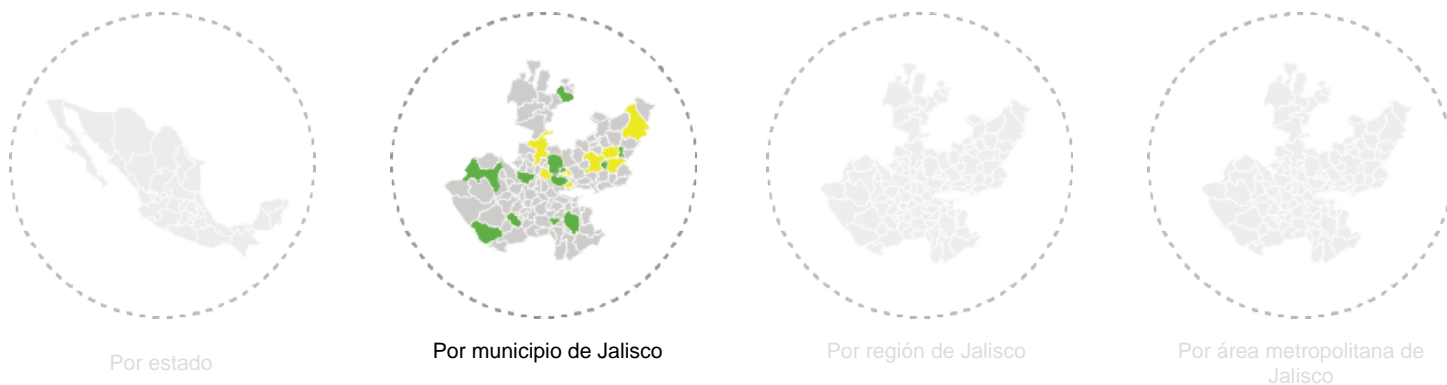 Por estado
Por municipio de Jalisco
Por región de Jalisco
Por área metropolitana de
Jalisco